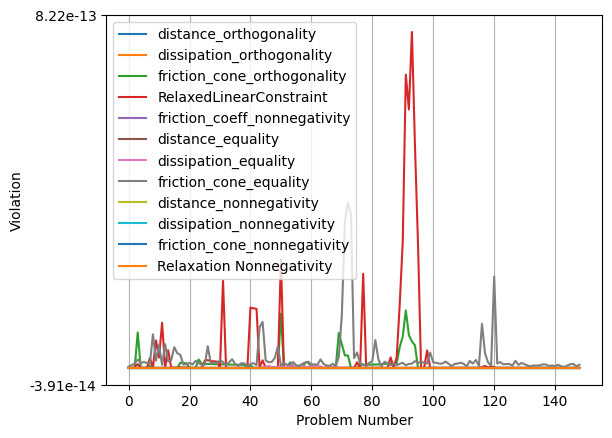 8.22e-13
distance_orthogonality
dissipation_orthogonality
friction_cone_orthogonality
RelaxedLinearConstraint
friction_coeff_nonnegativity
distance_equality
dissipation_equality
friction_cone_equality
distance_nonnegativity
dissipation_nonnegativity
friction_cone_nonnegativity
Relaxation Nonnegativity
Violation
-3.91e-14
0 20 40 60 80 100 120 140
Problem Number